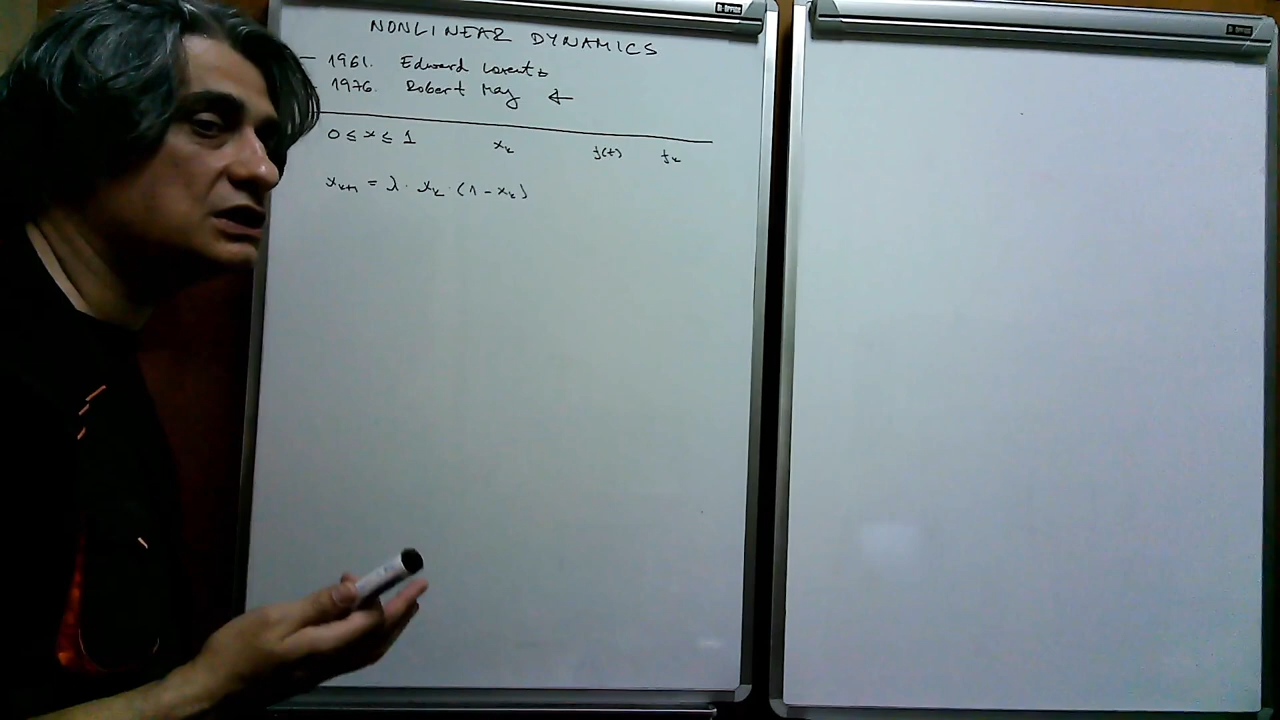 NONLINEAR DYNAMICS
— 1961. Edward Lorentz
1976. Robert May ←
0 ≤ x ≤ 1 xₖ f(t) fₖ
xₖ₊₁ = λ · xₖ · (1 - xₖ)